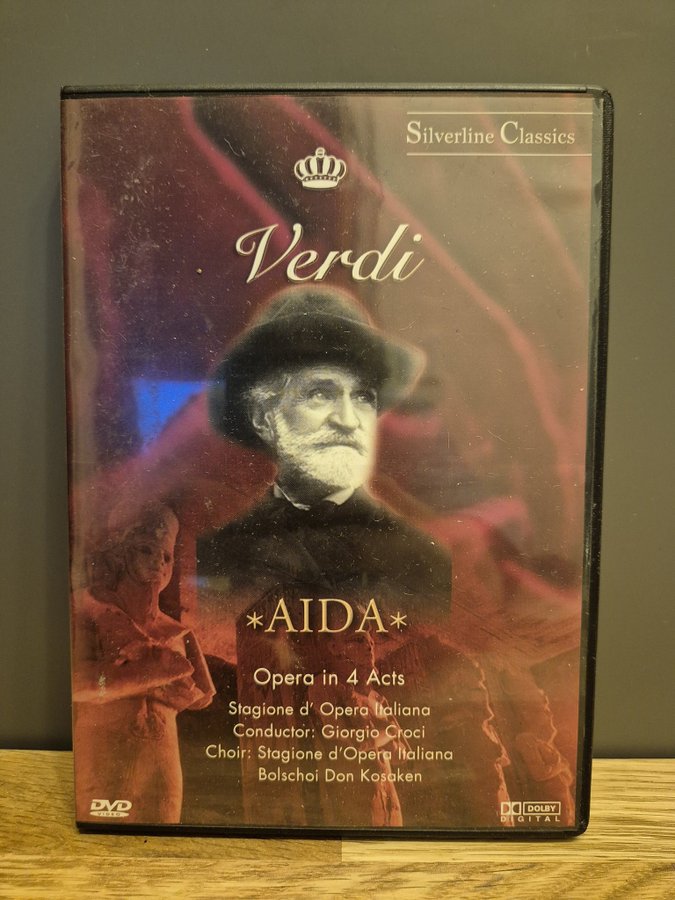 Silverline Classics
Verdi
*AIDA*
Opera in 4 Acts
Stagione d' Opera Italiana
Conductor: Giorgio Croci
Choir: Stagione d'Opera Italiana
Bolschoi Don Kosaken
DVD
VIDEO
DOLBY
DIGITAL